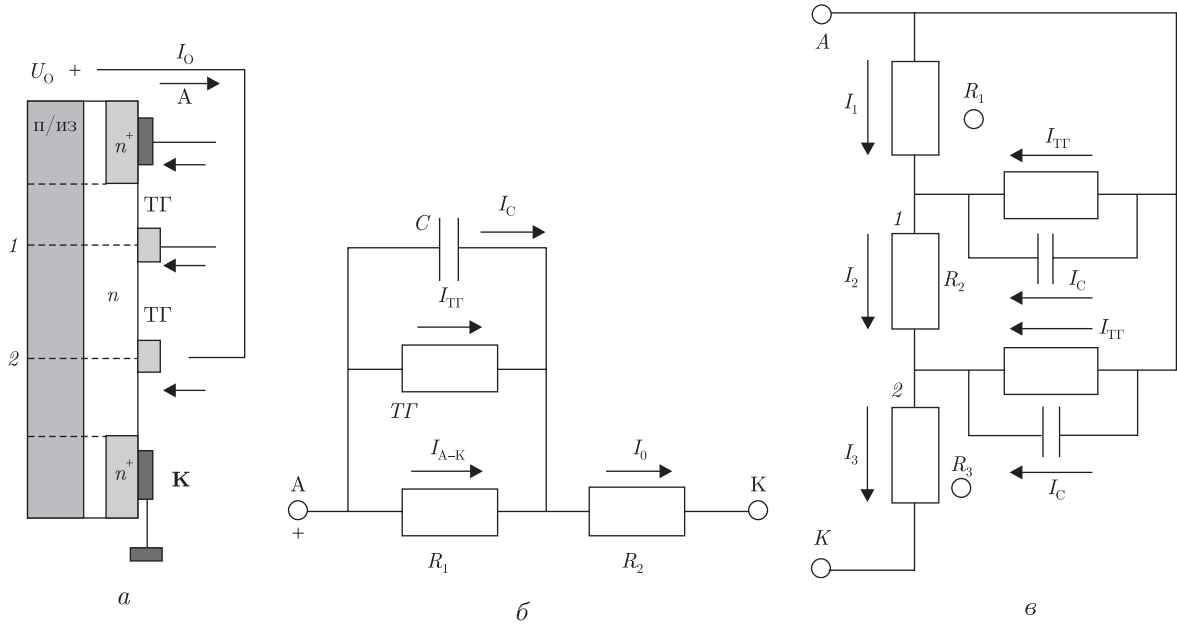 I_O
U_O +
A
п/из
n^+
ТГ
1
n
ТГ
2
n^+
К
а
C
I_C
I_ТГ
ТГ
I_А–К
I_0
А
К
+
R_1
R_2
б
A
I_1
R_1
I_ТГ
1
I_2
R_2
I_C
I_ТГ
2
I_3
R_3
I_C
K
в